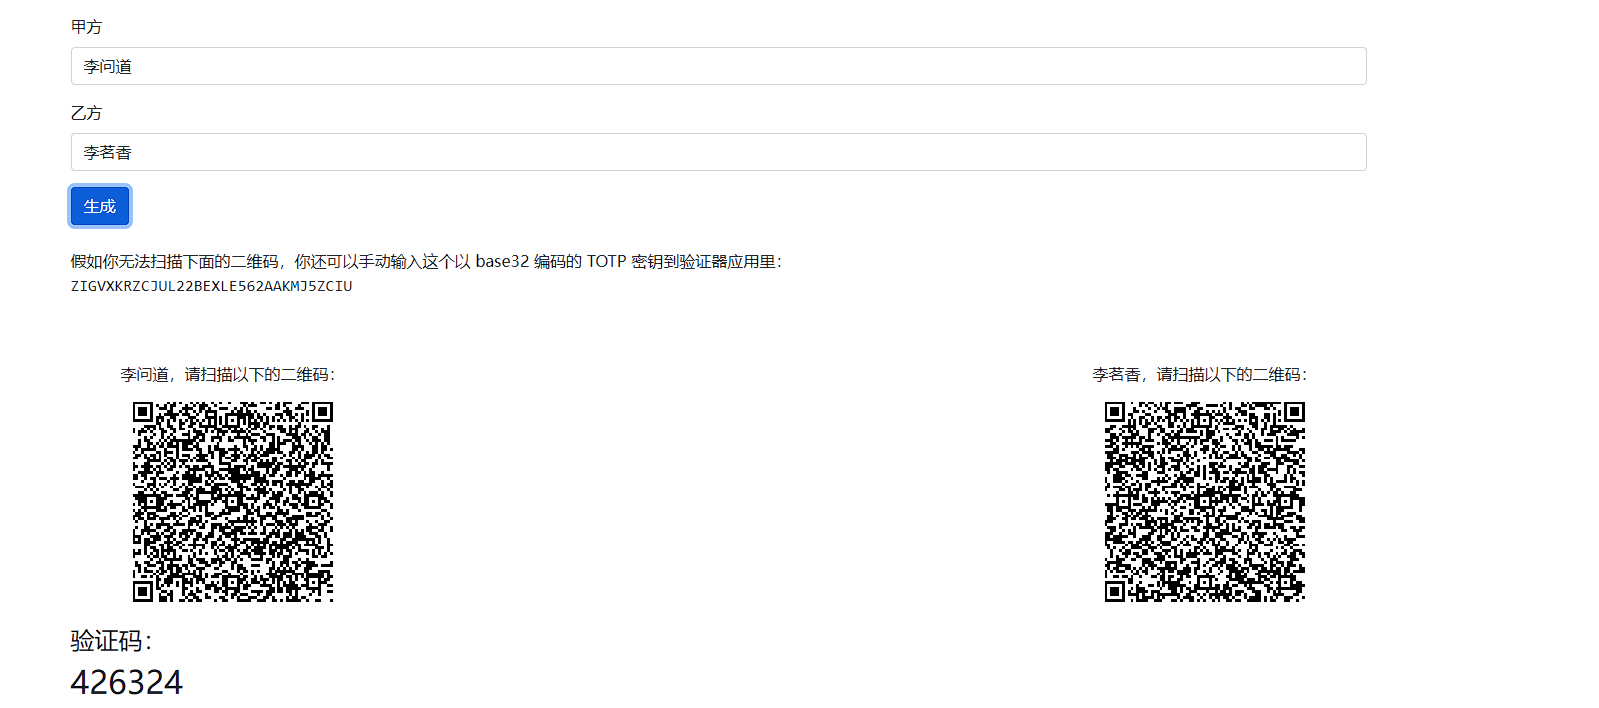 甲方
李问道
乙方
李茗香
生成
假如你无法扫描下面的二维码，你还可以手动输入这个以 base32 编码的 TOTP 密钥到验证器应用里：
ZIGVXKRZCJUL22BEXLE562AAKMJ5ZCIU
李问道，请扫描以下的二维码：
李茗香，请扫描以下的二维码：
验证码：
426324